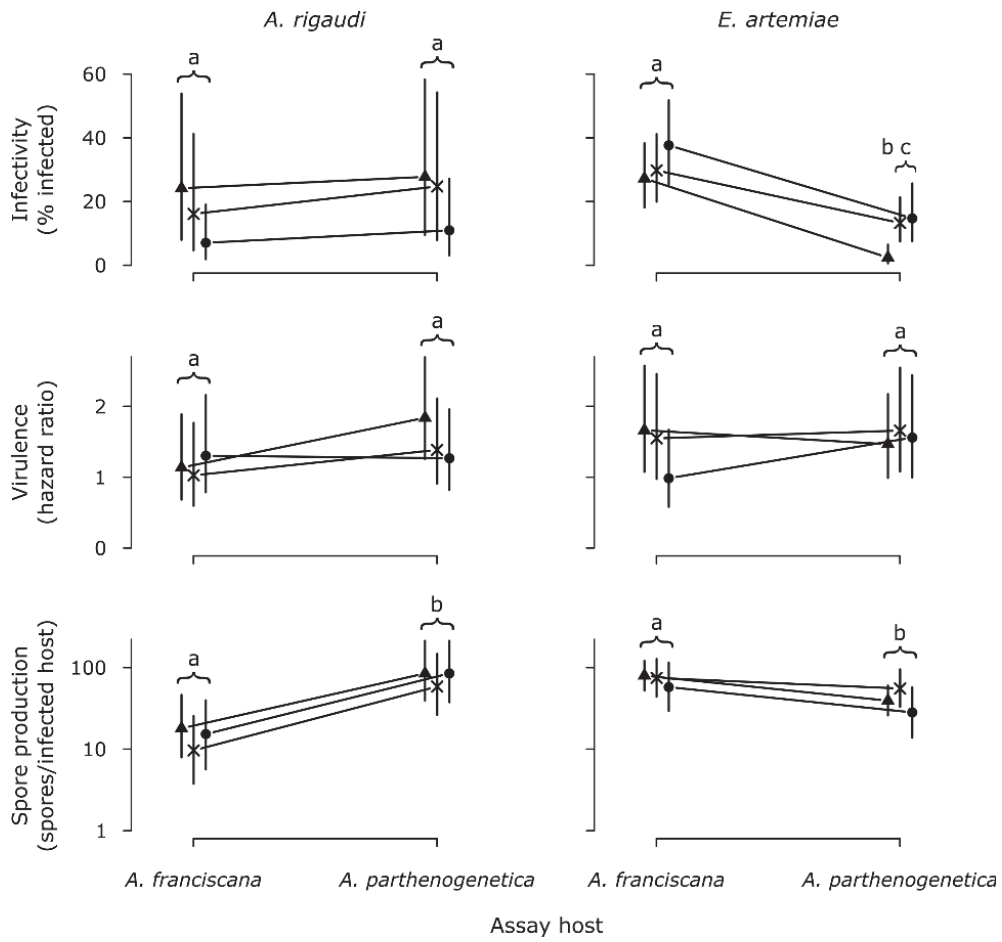 A. rigaudi
E. artemiae
a
a
a
b c
60
40
20
0
Infectivity
(% infected)
a
a
a
a
2
1
0
Virulence
(hazard ratio)
a
b
a
b
100
10
1
Spore production
(spores/infected host)
A. franciscana
A. parthenogenetica
A. franciscana
A. parthenogenetica
Assay host